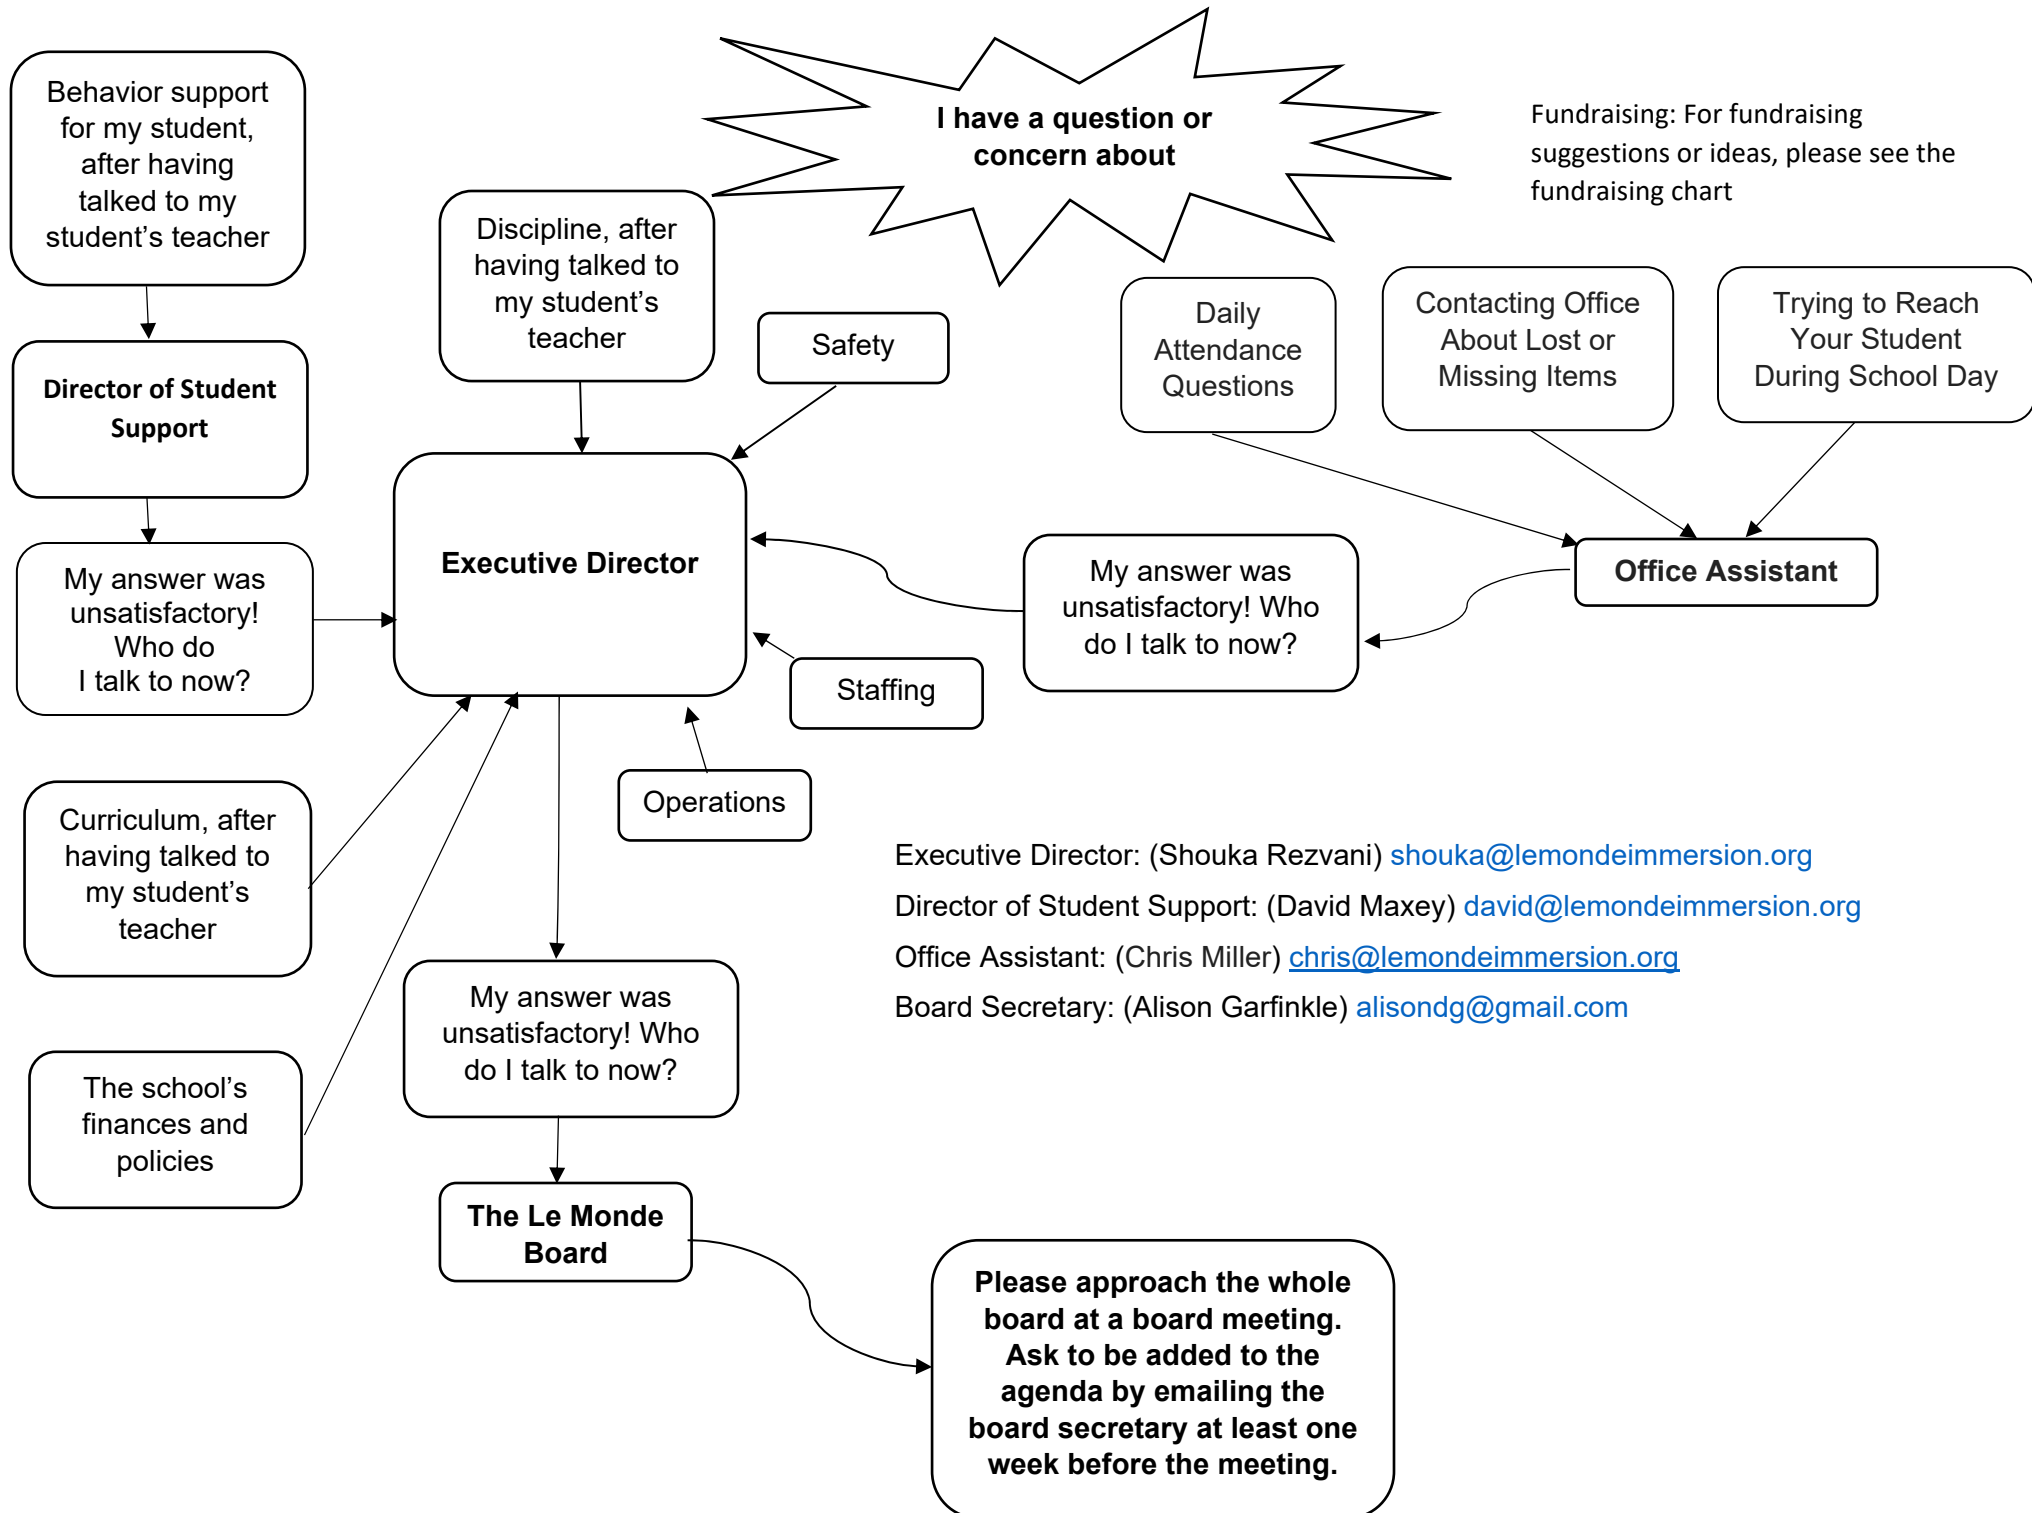 I have a question or
concern about
Fundraising: For fundraising
suggestions or ideas, please see the
fundraising chart
Behavior support
for my student,
after having
talked to my
student’s teacher
Discipline, after
having talked to
my student’s
teacher
Safety
Daily
Attendance
Questions
Contacting Office
About Lost or
Missing Items
Trying to Reach
Your Student
During School Day
Director of Student
Support
Executive Director
My answer was
unsatisfactory! Who
do I talk to now?
Office Assistant
My answer was
unsatisfactory!
Who do
I talk to now?
Staffing
Operations
Curriculum, after
having talked to
my student’s
teacher
Executive Director: (Shouka Rezvani) shouka@lemondeimmersion.org
Director of Student Support: (David Maxey) david@lemondeimmersion.org
Office Assistant: (Chris Miller) chris@lemondeimmersion.org
Board Secretary: (Alison Garfinkle) alisondg@gmail.com
My answer was
unsatisfactory! Who
do I talk to now?
The school’s
finances and
policies
The Le Monde
Board
Please approach the whole
board at a board meeting.
Ask to be added to the
agenda by emailing the
board secretary at least one
week before the meeting.